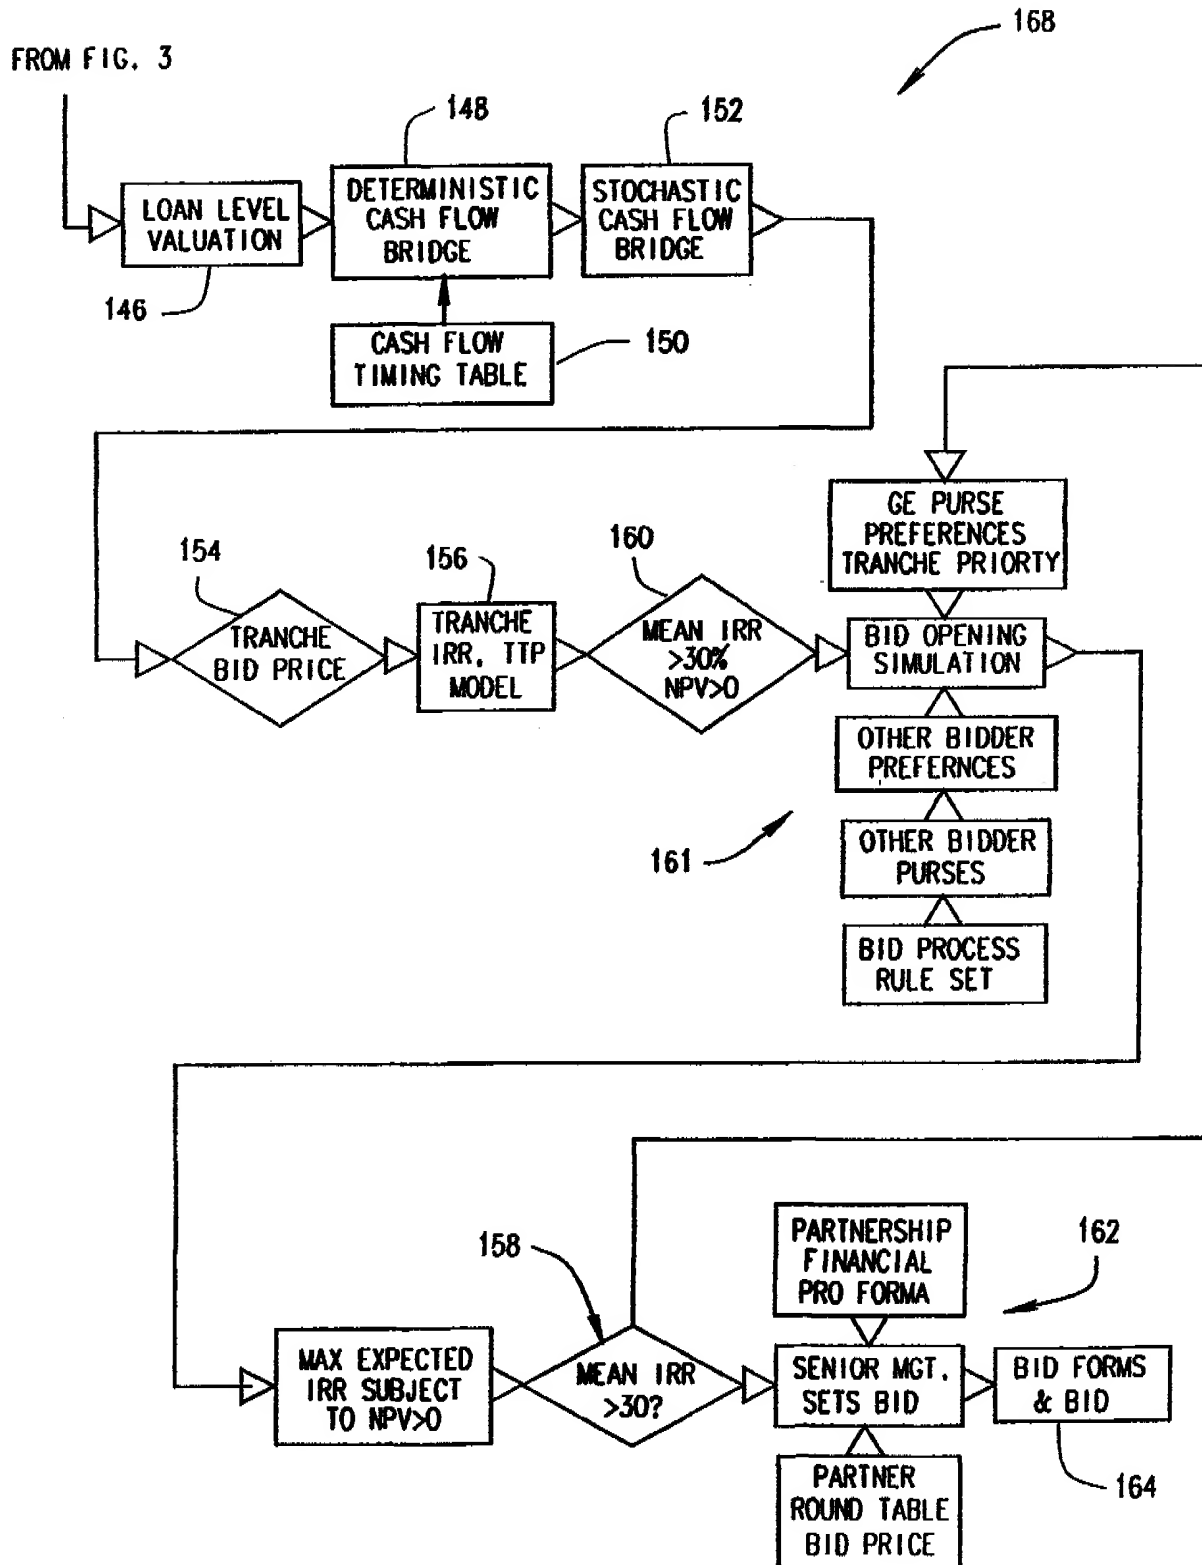 168
FROM FIG. 3
148
152
LOAN LEVEL
VALUATION
DETERMINISTIC
CASH FLOW
BRIDGE
STOCHASTIC
CASH FLOW
BRIDGE
146
CASH FLOW
TIMING TABLE
150
GE PURSE
PREFERENCES
TRANCHE PRIORTY
154
156
160
TRANCHE
BID PRICE
TRANCHE
IRR, TTP
MODEL
MEAN IRR
>30%
NPV>0
BID OPENING
SIMULATION
OTHER BIDDER
PREFERNCES
161
OTHER BIDDER
PURSES
BID PROCESS
RULE SET
158
PARTNERSHIP
FINANCIAL
PRO FORMA
162
MAX EXPECTED
IRR SUBJECT
TO NPV>0
MEAN IRR
>30?
SENIOR MGT.
SETS BID
BID FORMS
& BID
164
PARTNER
ROUND TABLE
BID PRICE